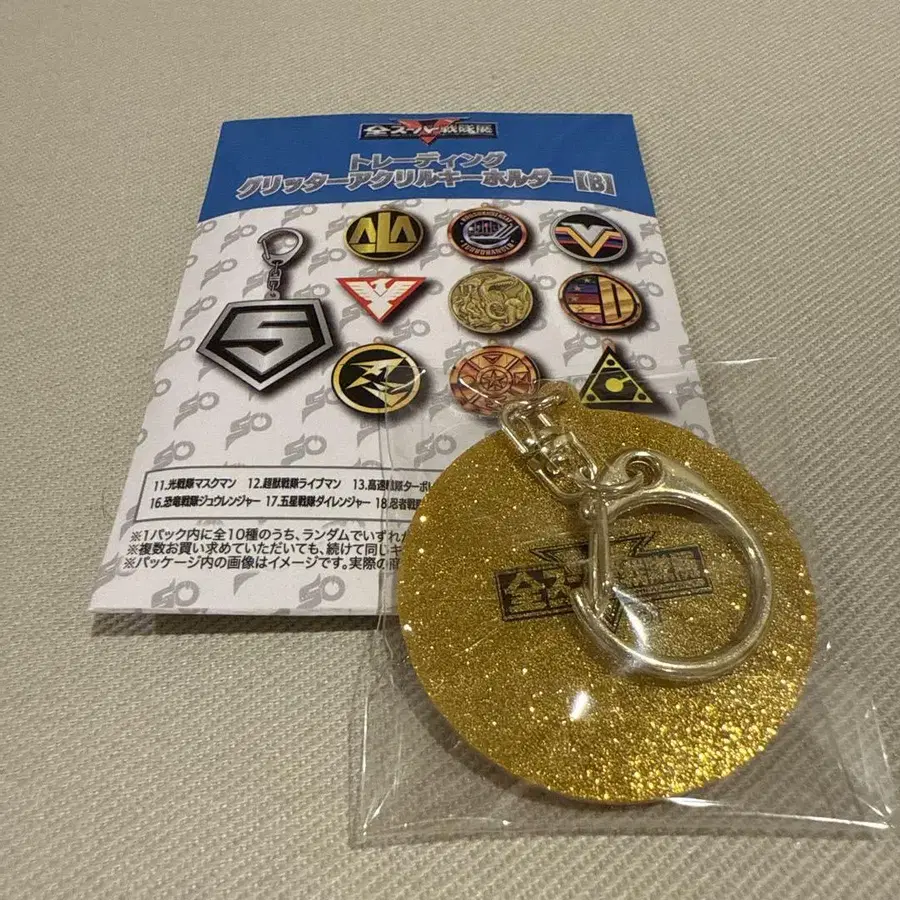 全スーパー戦隊展
トレーディング
グリッターアクリルキーホルダー【B】
11.光戦隊マスクマン 12.超獣戦隊ライブマン 13.高速戦隊ターボレ
16.恐竜戦隊ジュウレンジャー 17.五星戦隊ダイレンジャー 18.忍者戦隊
※1パック内に全10種のうち、ランダムでいずれか
※複数お買い求めていただいても、続けて同じキ
※パッケージ内の画像はイメージです。実際の商
全スーパー戦隊展